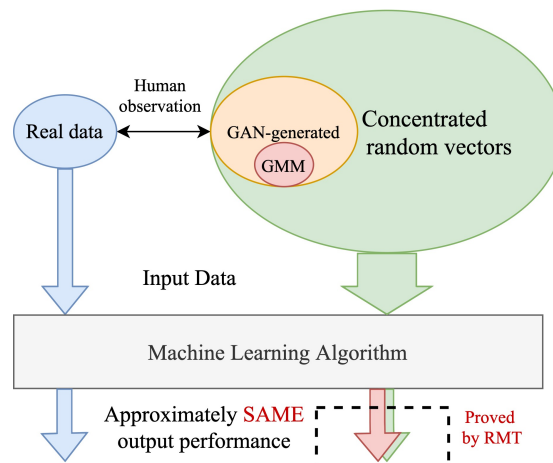 Human
observation
Real data
GAN-generated
GMM
Concentrated
random vectors
Input Data
Machine Learning Algorithm
Approximately SAME
output performance
Proved
by RMT